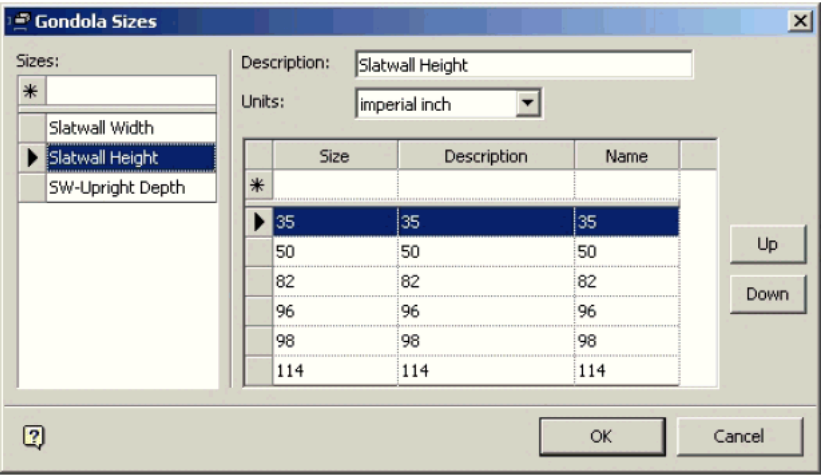 Gondola Sizes
Sizes:
Description: Slatwall Height
Units: imperial inch
Slatwall Width
Slatwall Height
SW-Upright Depth
Size Description Name
35 35 35
50 50 50
82 82 82
96 96 96
98 98 98
114 114 114
Up
Down
OK Cancel